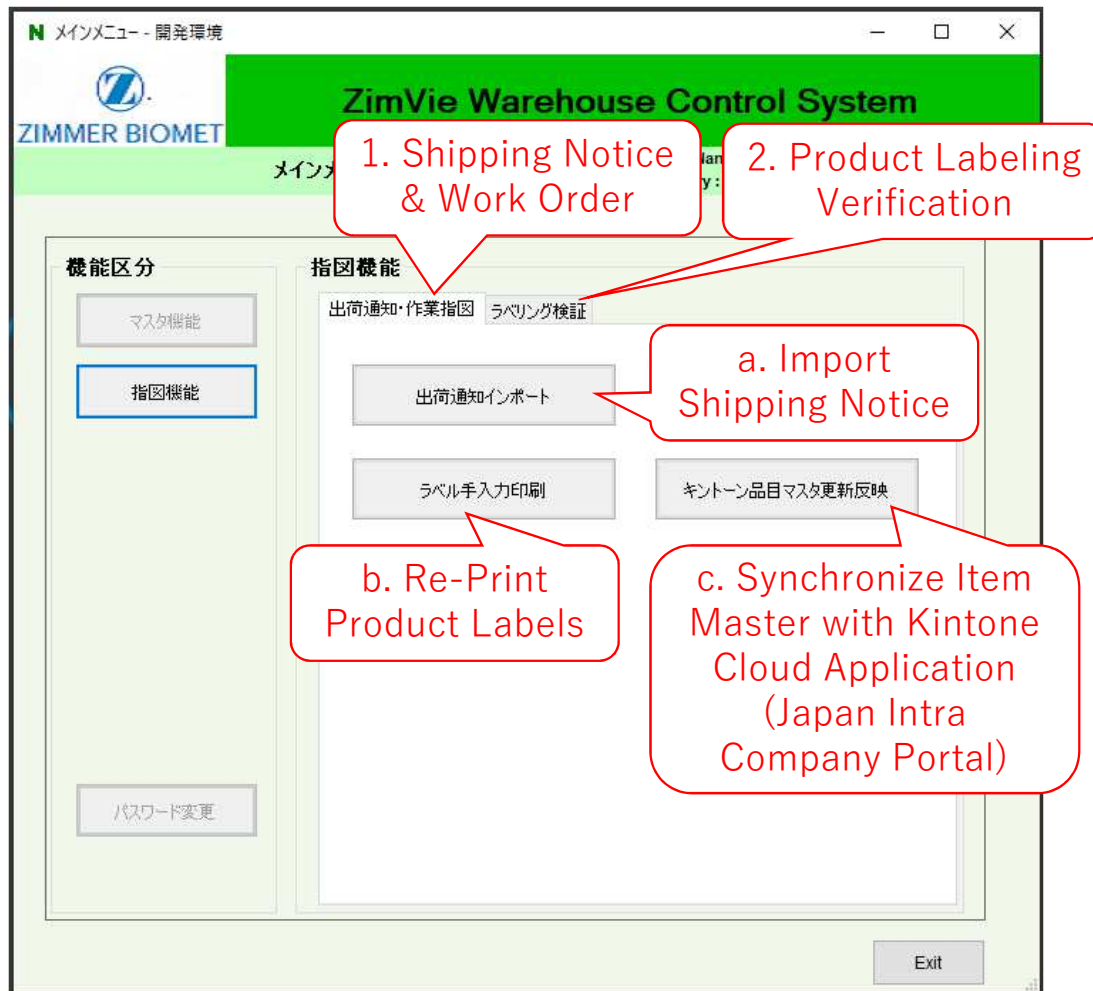 メインメニュー - 開発環境
Z.
ZIMMER BIOMET
ZimVie Warehouse Control System
1. Shipping Notice
& Work Order
2. Product Labeling
Verification
機能区分
指図機能
マスタ機能
指図機能
出荷通知・作業指図
ラベリング検証
出荷通知インポート
a. Import
Shipping Notice
ラベル手入力印刷
キントーン品目マスタ更新反映
b. Re-Print
Product Labels
c. Synchronize Item
Master with Kintone
Cloud Application
(Japan Intra
Company Portal)
パスワード変更
Exit